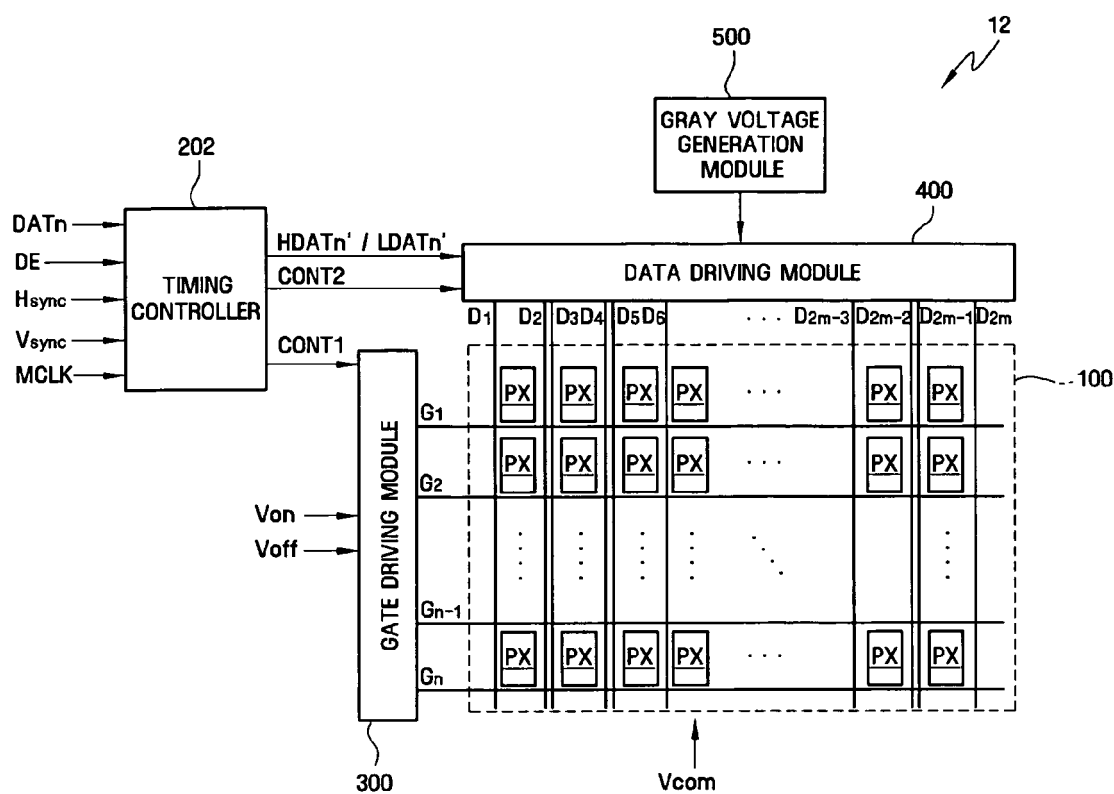 12
500
GRAY VOLTAGE
GENERATION
MODULE
202
400
DATn
DE
Hsync
Vsync
MCLK
TIMING
CONTROLLER
HDATn' / LDATn'
CONT2
CONT1
DATA DRIVING MODULE
D1 D2 D3 D4 D5 D6 ··· D2m-3 D2m-2 D2m-1 D2m
100
PX PX PX PX ··· PX PX
G1
PX PX PX PX ··· PX PX
G2
Von
Voff
GATE DRIVING MODULE
Gn-1
PX PX PX PX ··· PX PX
Gn
300
Vcom